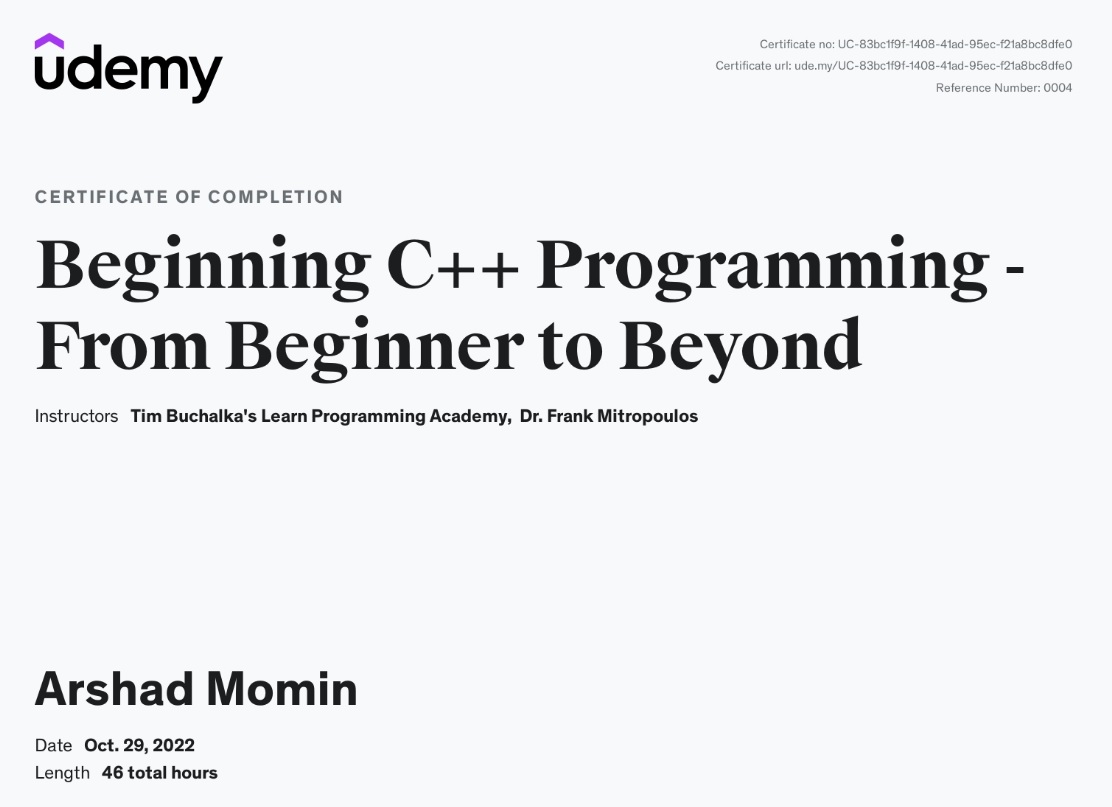 udemy
Certificate no: UC-83bc1f9f-1408-41ad-95ec-f21a8bc8dfe0
Certificate url: ude.my/UC-83bc1f9f-1408-41ad-95ec-f21a8bc8dfe0
Reference Number: 0004
CERTIFICATE OF COMPLETION
Beginning C++ Programming -
From Beginner to Beyond
Instructors Tim Buchalka's Learn Programming Academy, Dr. Frank Mitropoulos
Arshad Momin
Date Oct. 29, 2022
Length 46 total hours